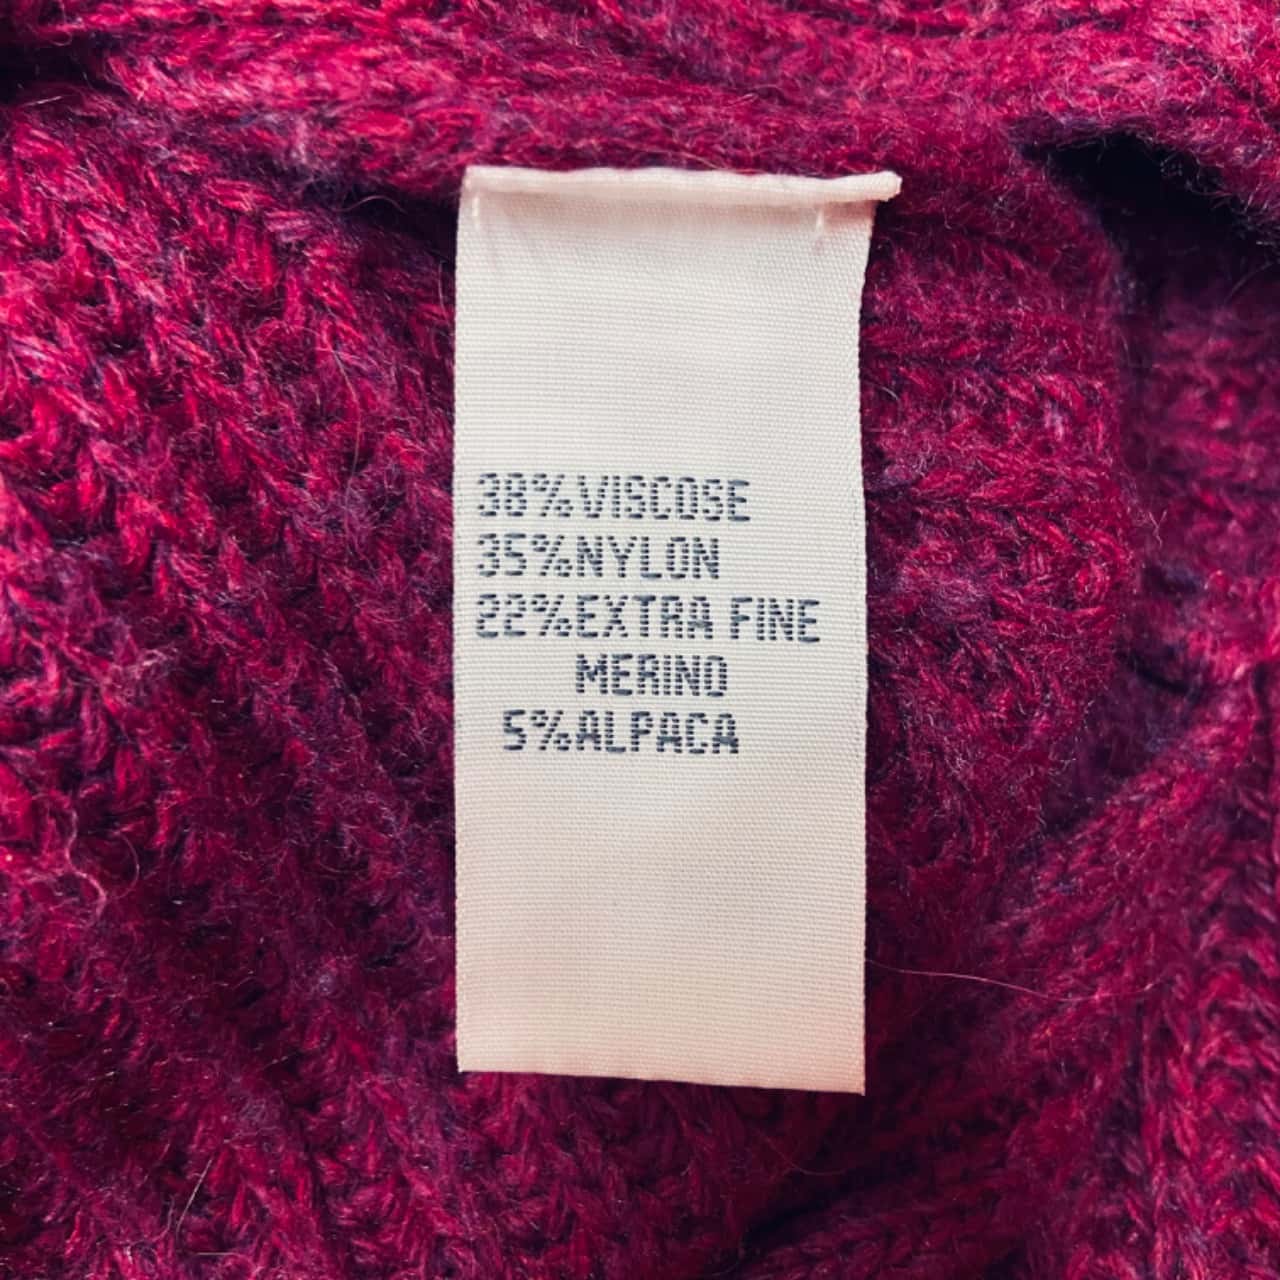 38%VISCOSE
35%NYLON
22%EXTRA FINE
MERINO
5%ALPACA